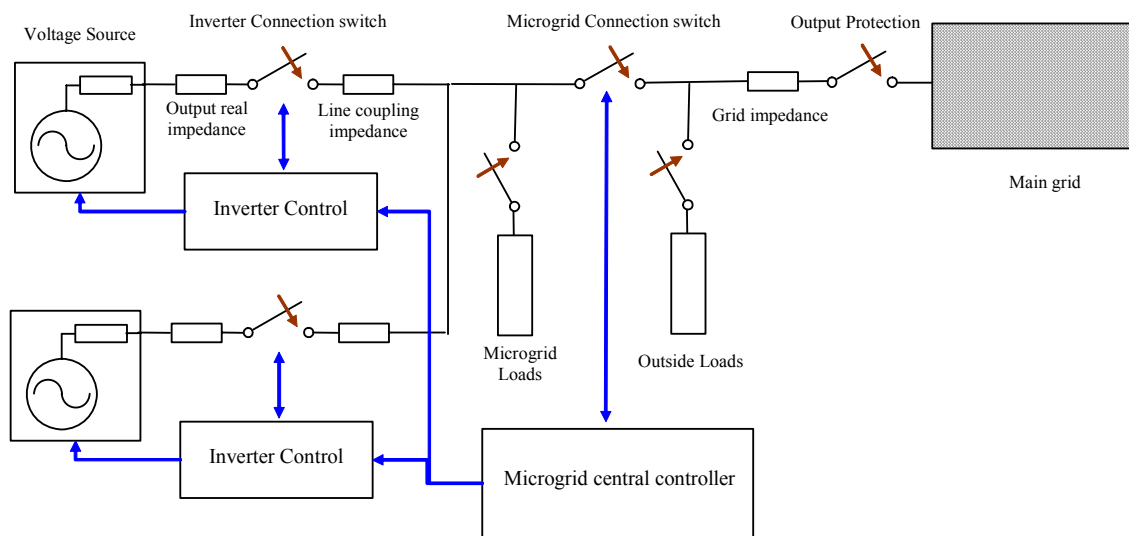 Inverter Connection switch
Microgrid Connection switch
Output Protection
Voltage Source
Output real
impedance
Line coupling
impedance
Grid impedance
Main grid
Inverter Control
Microgrid
Loads
Outside Loads
Inverter Control
Microgrid central controller